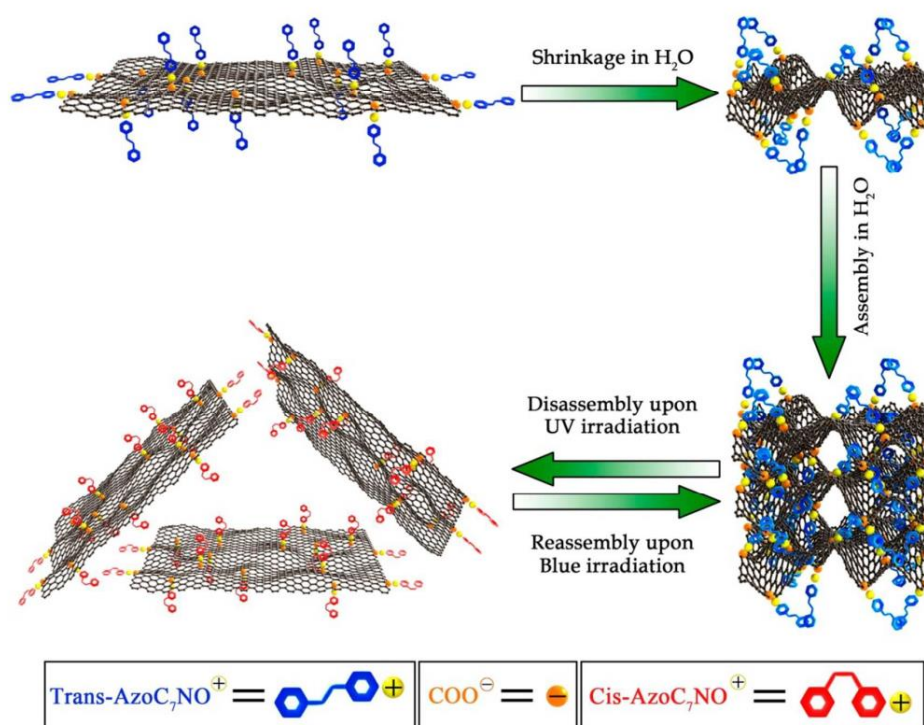 Shrinkage in H₂O
Assembly in H₂O
Disassembly upon
UV irradiation
Reassembly upon
Blue irradiation
Trans-AzoC₇NO⊕ = +
COO⊖ = −
Cis-AzoC₇NO⊕ = +